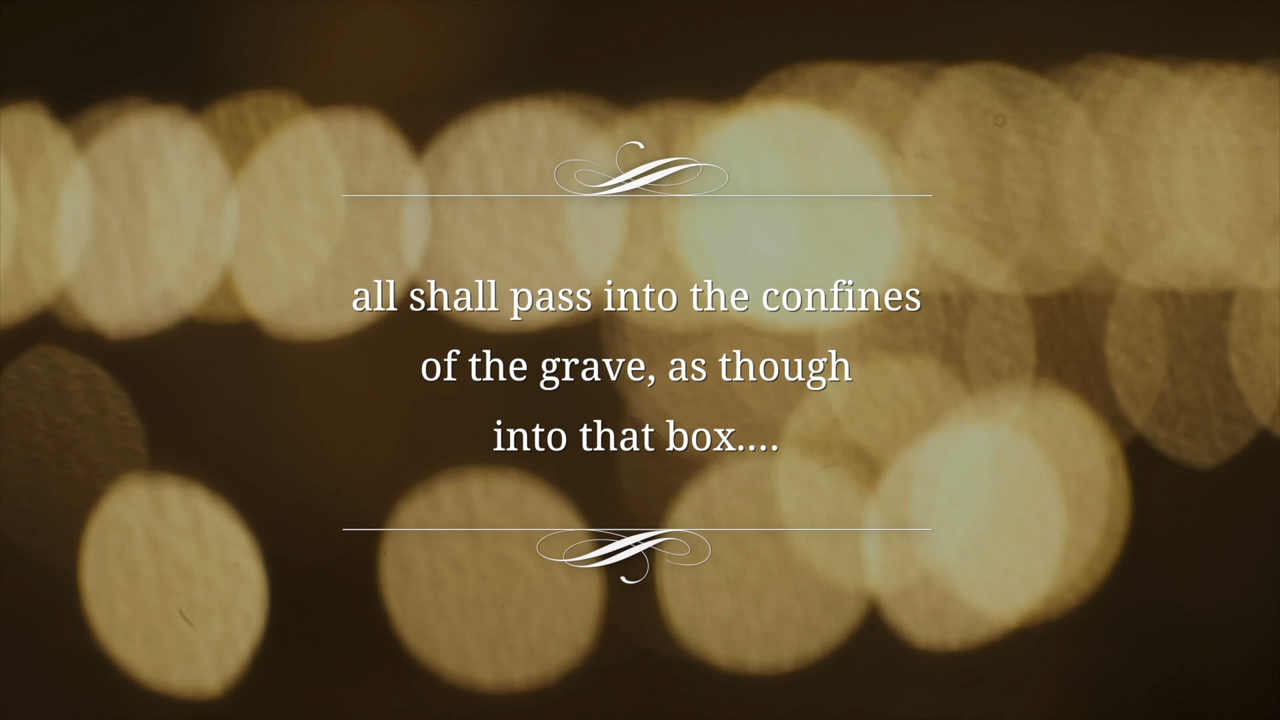 all shall pass into the confines
of the grave, as though
into that box....